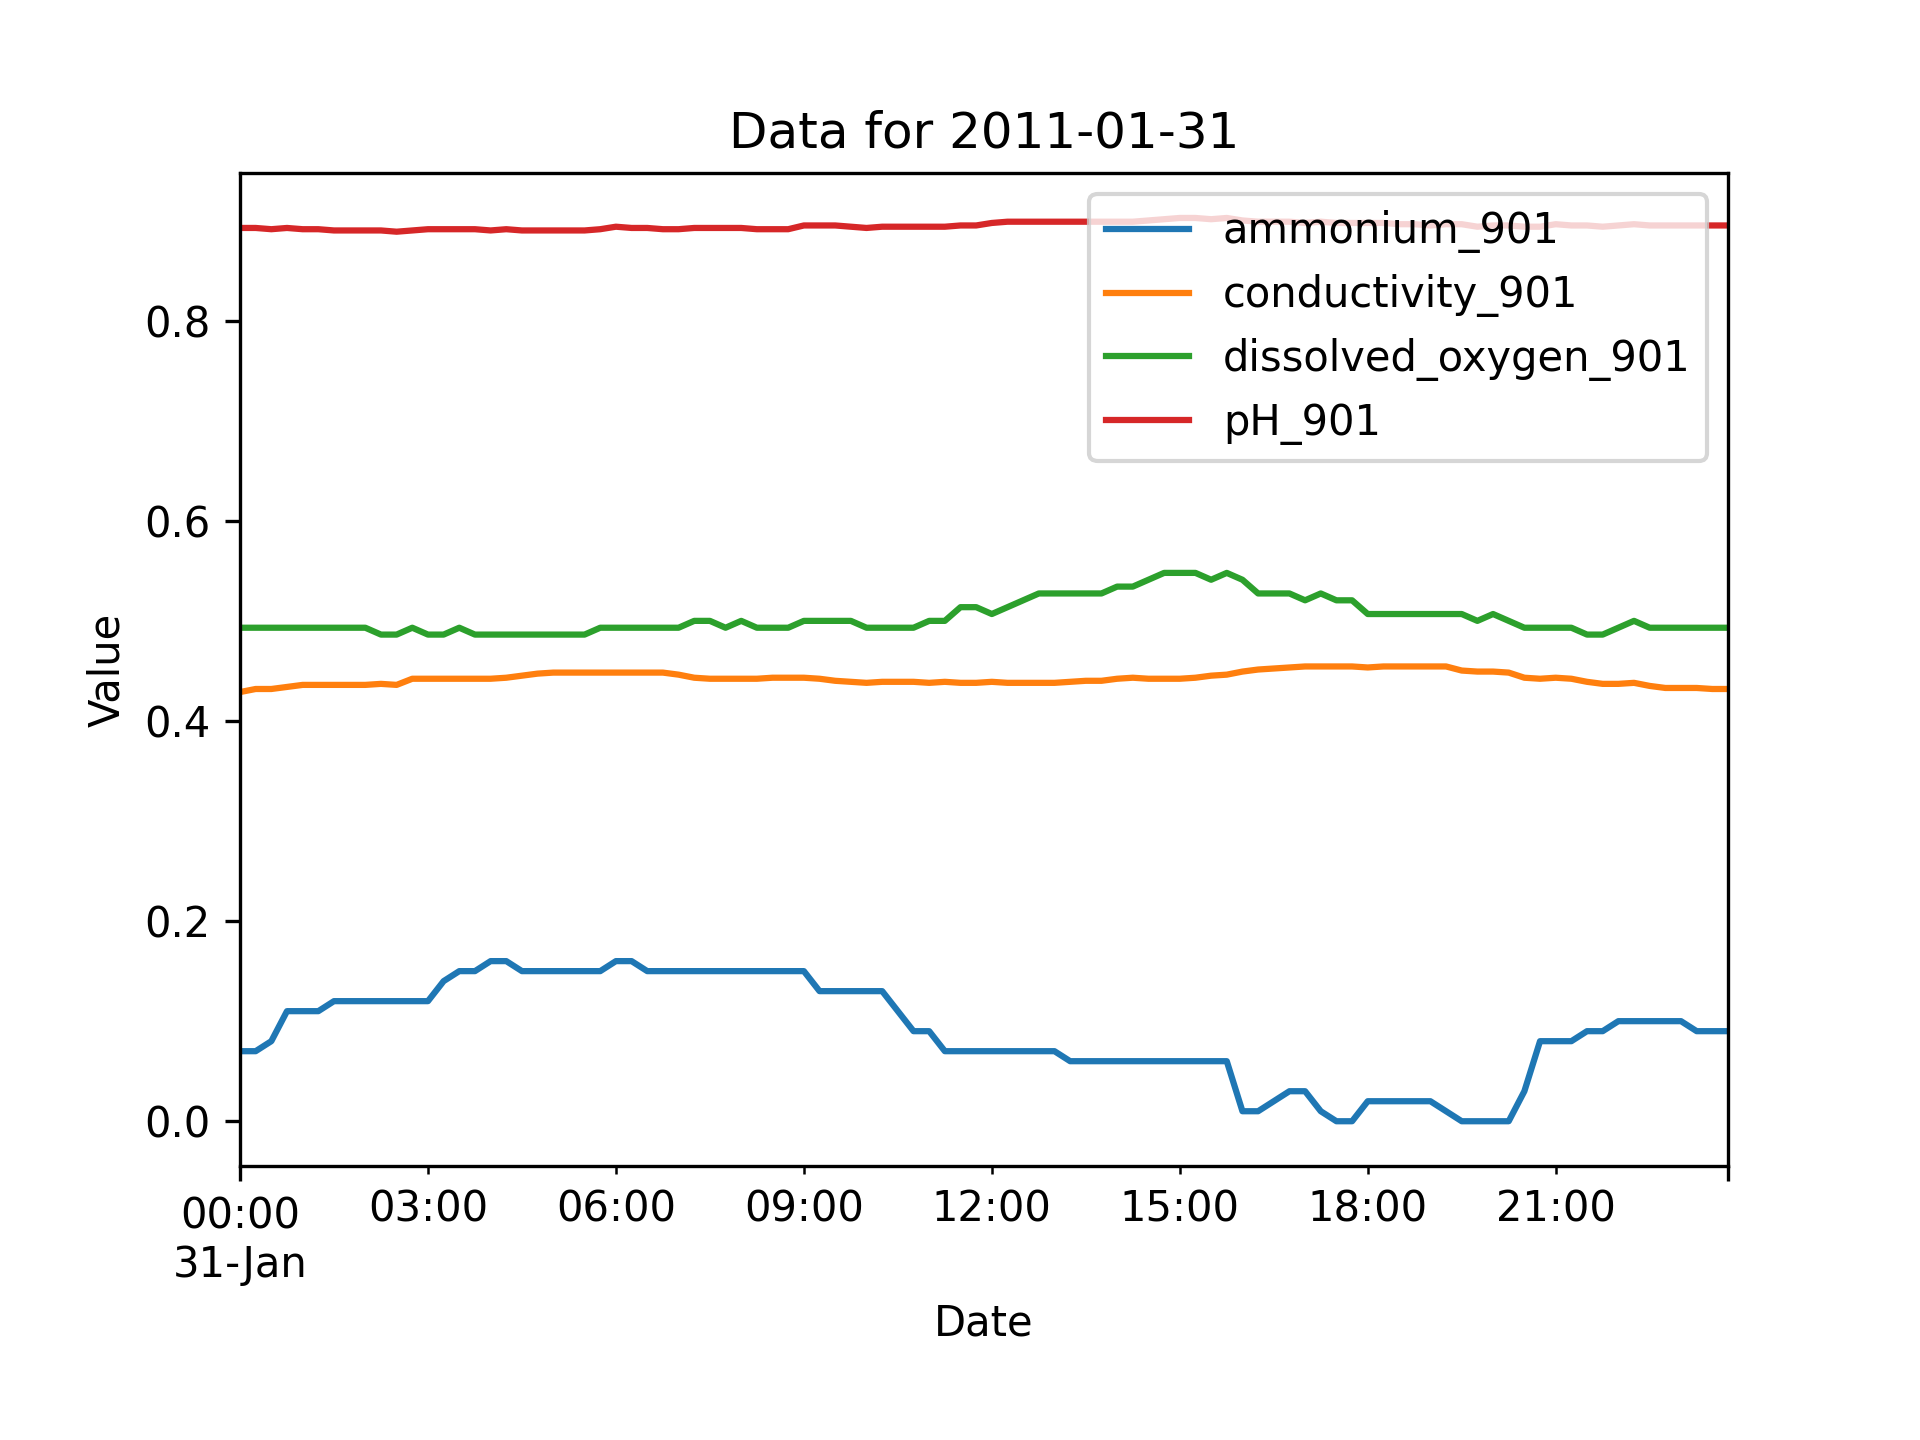 Data for 2011-01-31
ammonium_901
conductivity_901
dissolved_oxygen_901
pH_901
Value
0.8
0.6
0.4
0.2
0.0
00:00 03:00 06:00 09:00 12:00 15:00 18:00 21:00
31-Jan
Date